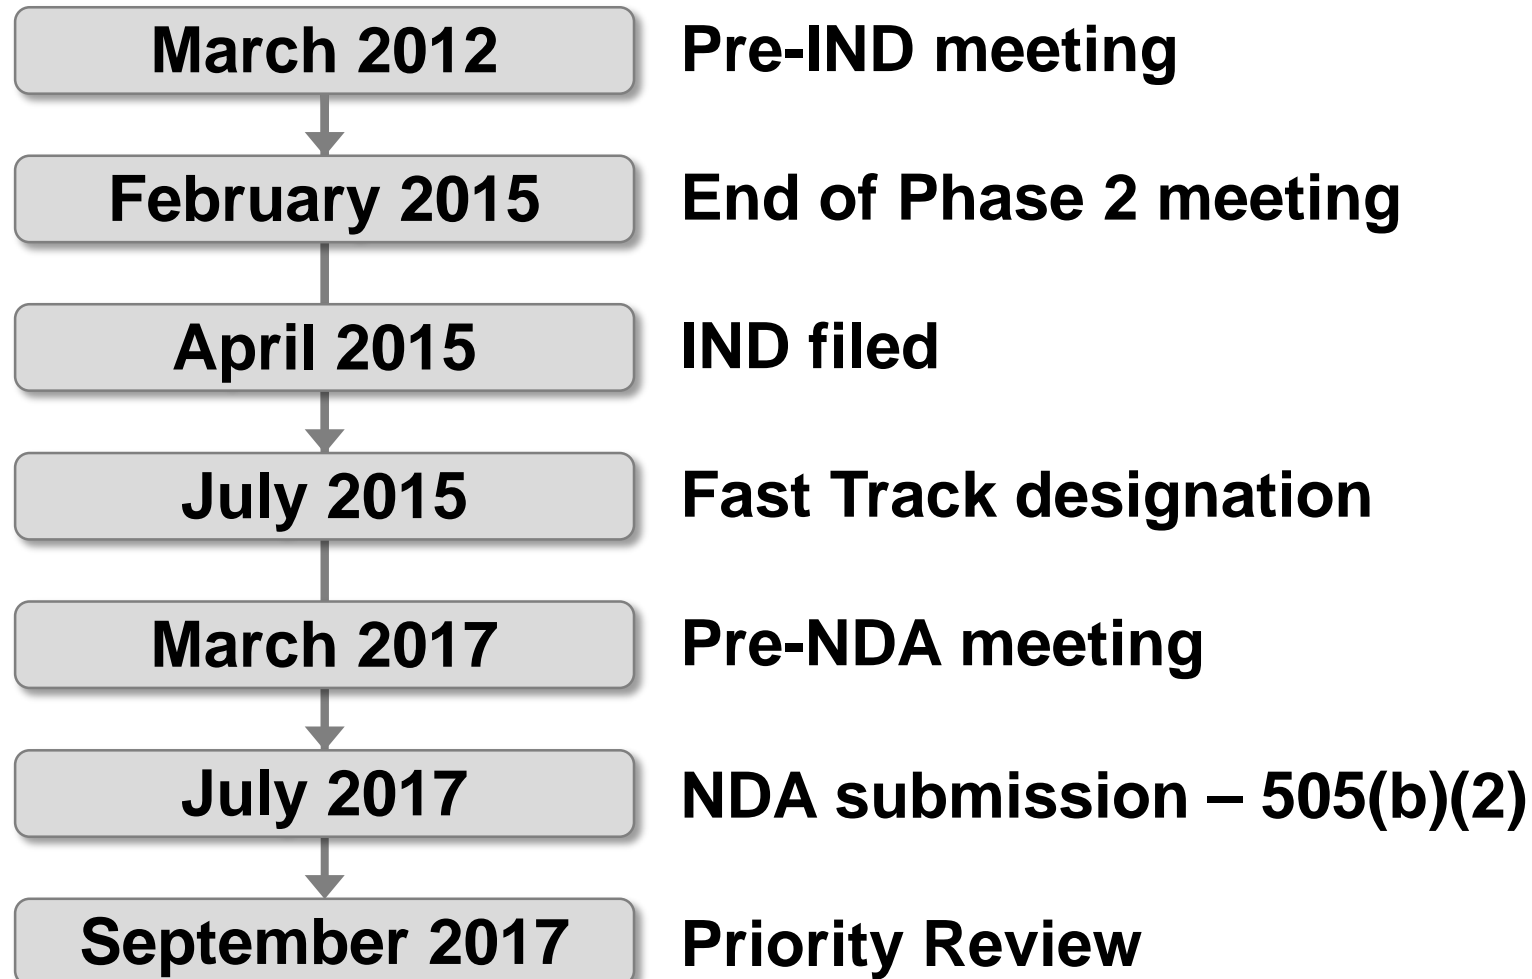 March 2012 Pre-IND meeting
February 2015 End of Phase 2 meeting
April 2015 IND filed
July 2015 Fast Track designation
March 2017 Pre-NDA meeting
July 2017 NDA submission – 505(b)(2)
September 2017 Priority Review